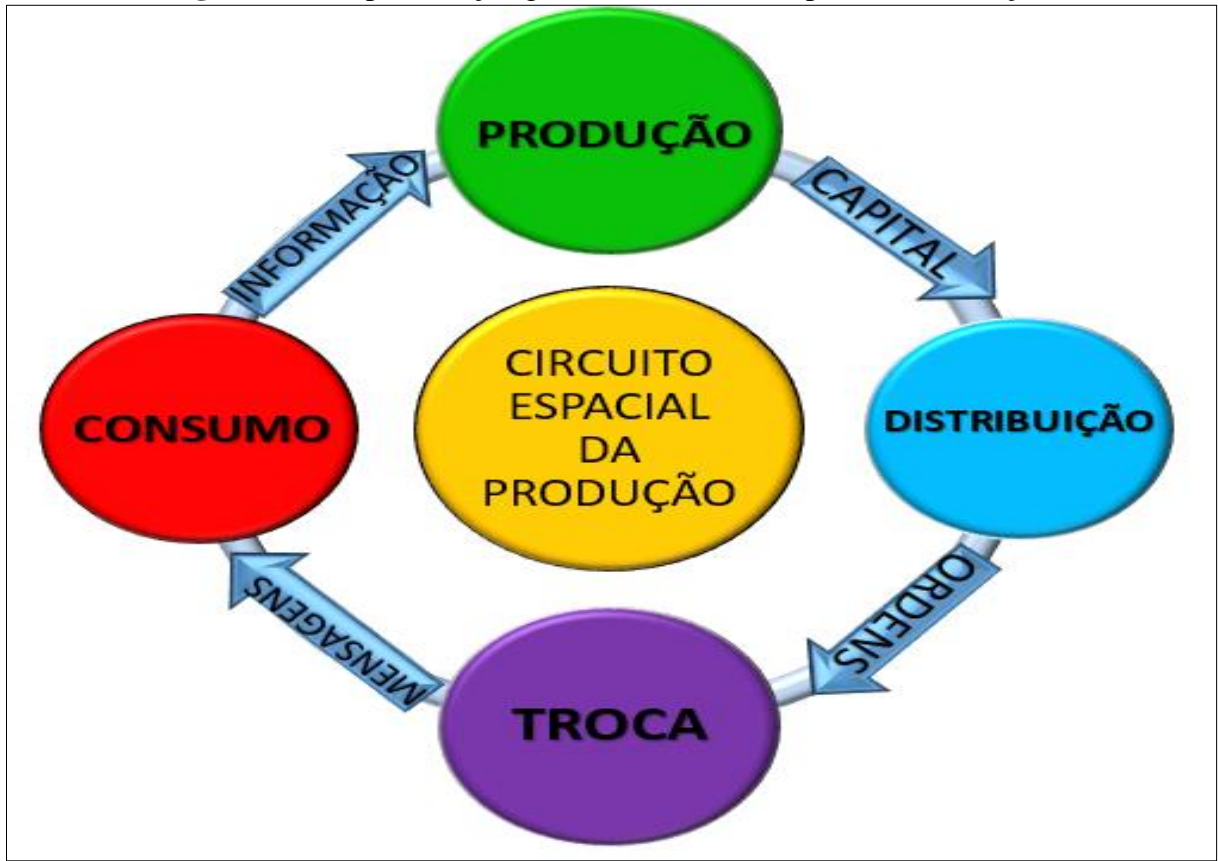 PRODUÇÃO
CAPITAL
DISTRIBUIÇÃO
ORDENS
TROCA
MENSAGENS
CONSUMO
INFORMAÇÃO
CIRCUITO
ESPACIAL
DA
PRODUÇÃO